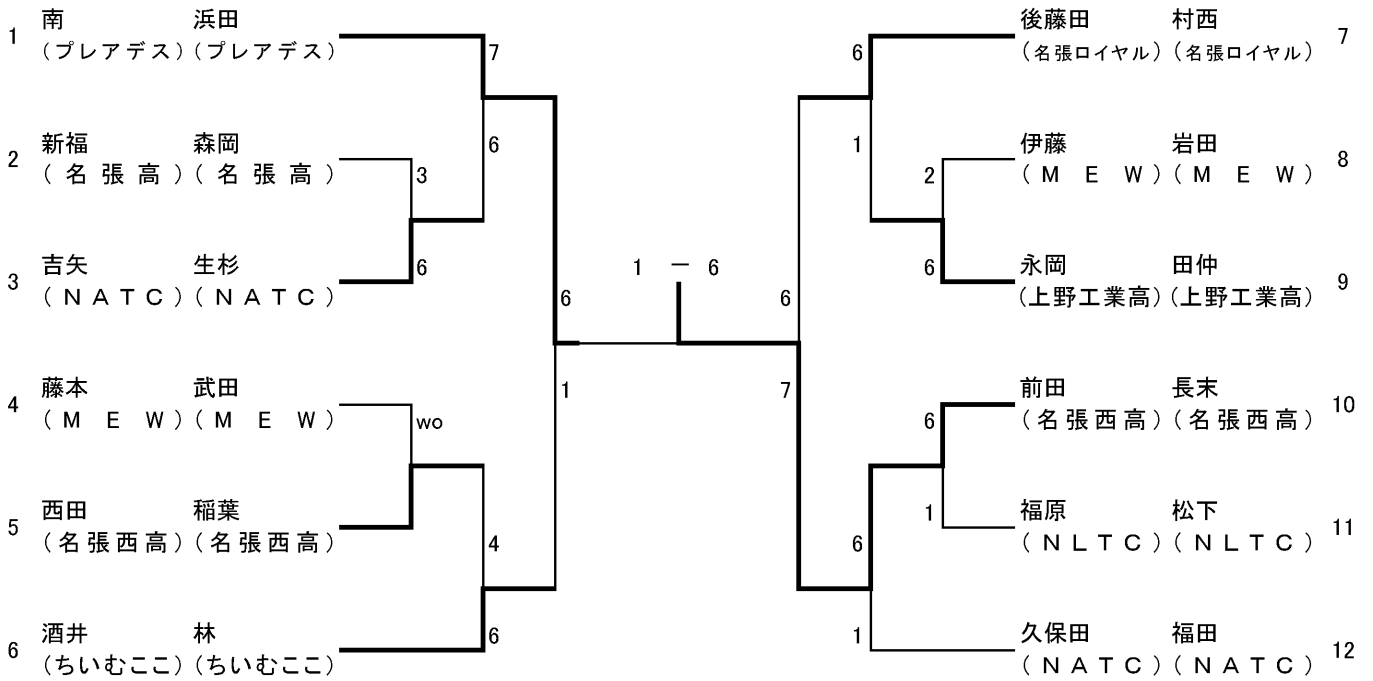 1 南 浜田
(プレアデス)(プレアデス)
7
6
2 新福 森岡
(名張高)(名張高)
3
3 吉矢 生杉
(NATC)(NATC)
6
6
1
4 藤本 武田
(MEW)(MEW)
wo
5 西田 稲葉
(名張西高)(名張西高)
4
6 酒井 林
(ちいむここ)(ちいむここ)
6
1 － 6
後藤田 村西 7
(名張ロイヤル)(名張ロイヤル)
6
1
伊藤 岩田 8
(MEW)(MEW)
2
永岡 田仲 9
(上野工業高)(上野工業高)
6
6
7
前田 長末 10
(名張西高)(名張西高)
6
福原 松下 11
(NLTC)(NLTC)
1
6
久保田 福田 12
(NATC)(NATC)
1